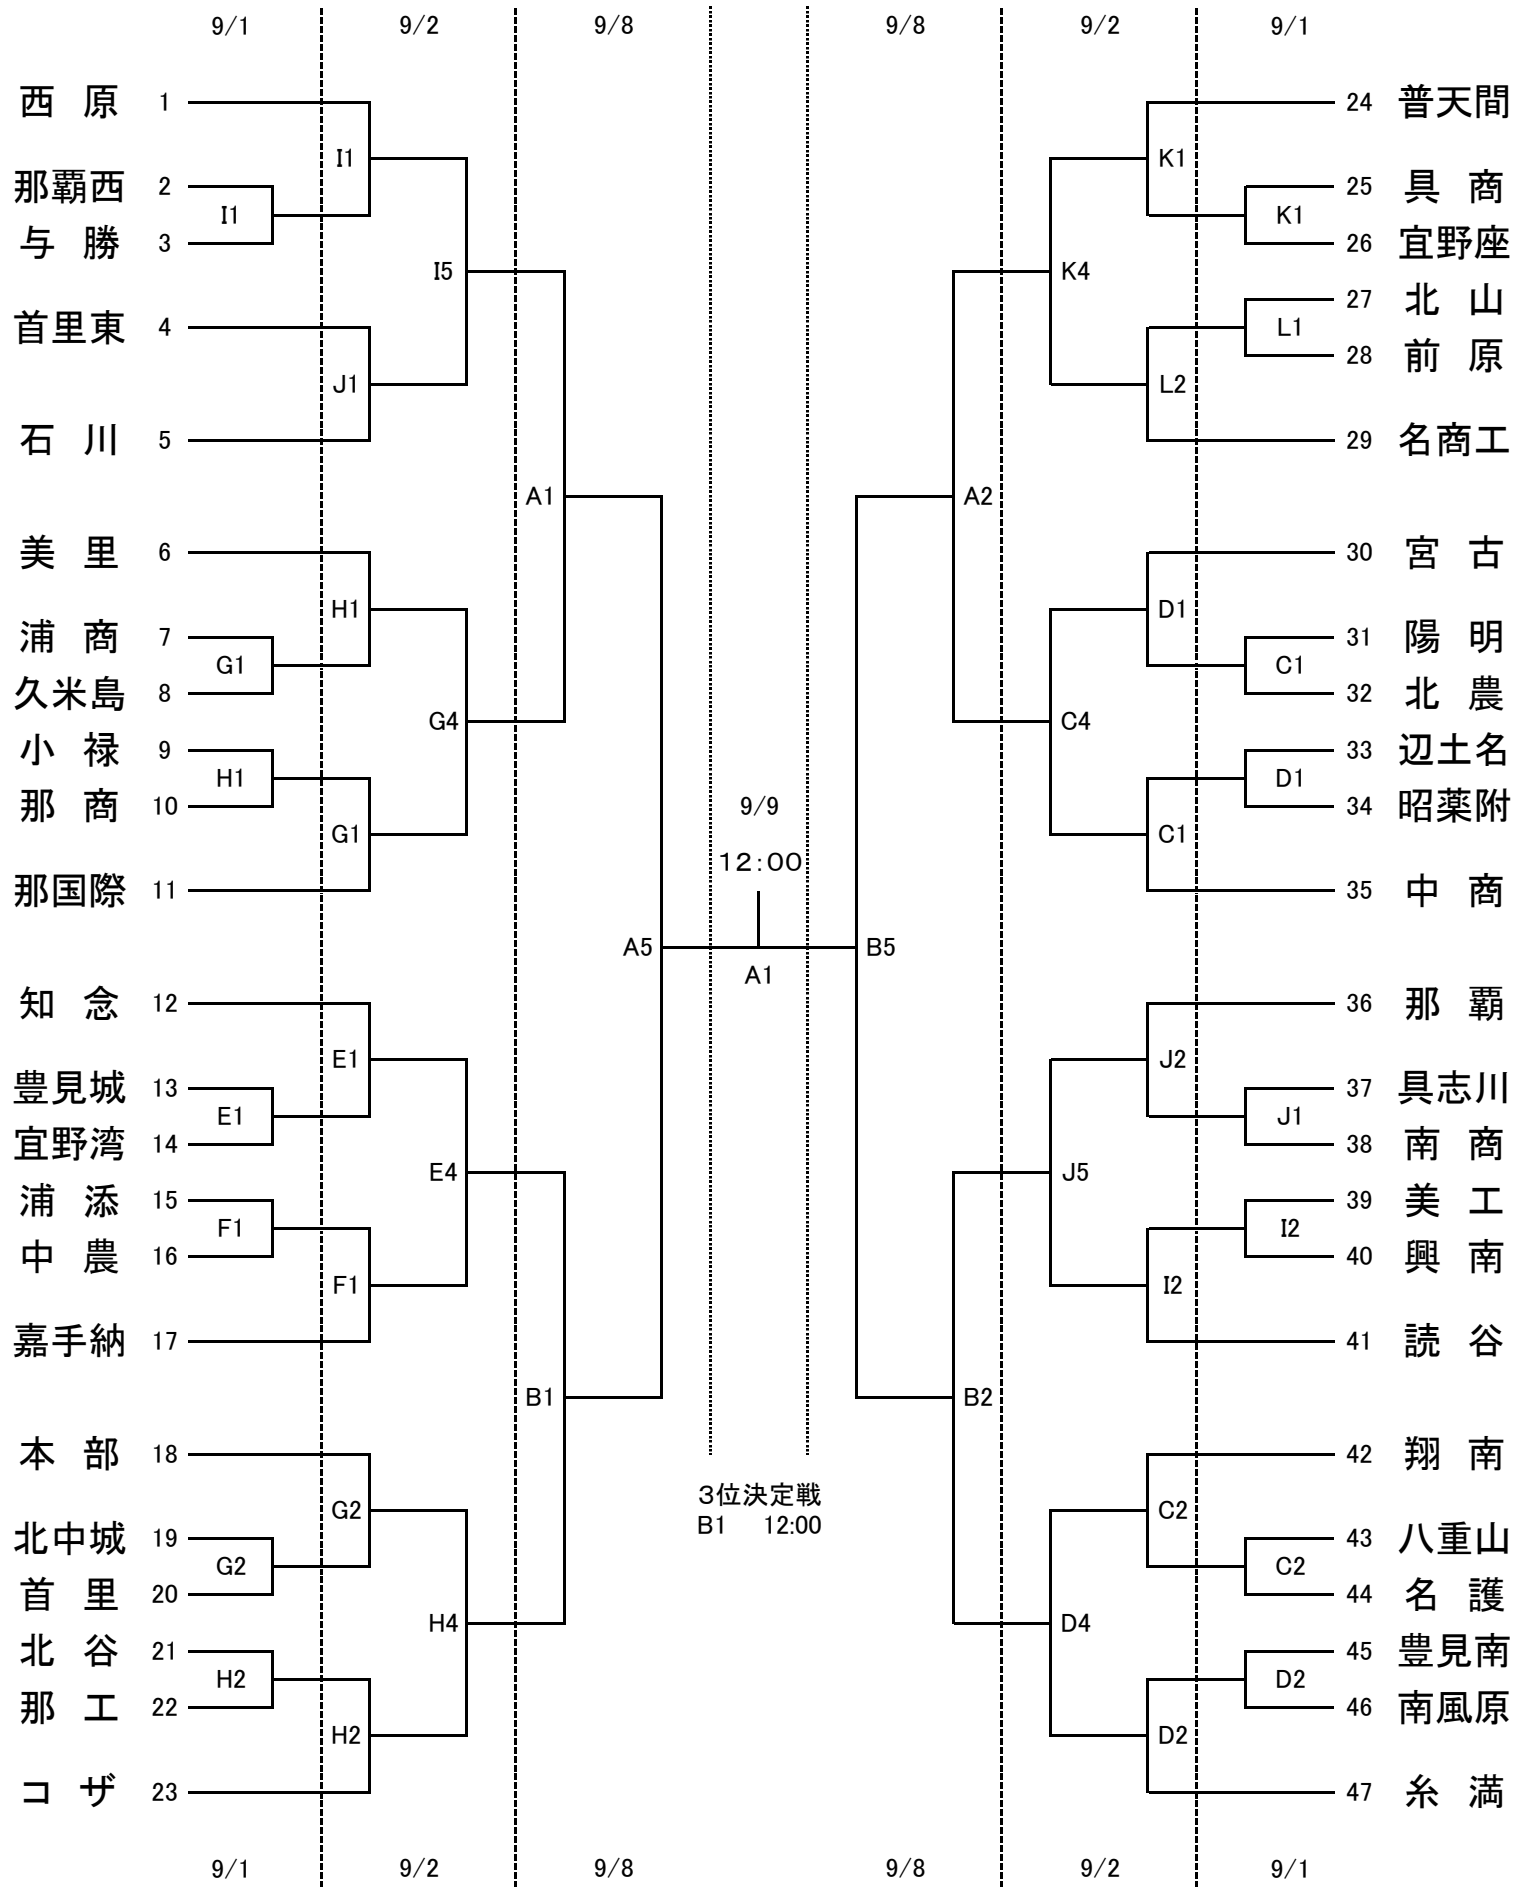 9/1 9/2 9/8 9/8 9/2 9/1
西 原 1
I1
那覇西 2
I1
与 勝 3
I5
首里東 4
J1
石 川 5
A1
美 里 6
H1
浦 商 7
G1
久米島 8
G4
小 禄 9
H1
那 商 10
G1
那国際 11
A5
知 念 12
E1
豊見城 13
E1
宜野湾 14
E4
浦 添 15
F1
中 農 16
F1
嘉手納 17
B1
本 部 18
G2
北中城 19
G2
首 里 20
H4
北 谷 21
H2
那 工 22
H2
コ ザ 23
9/9
12:00
A1
3位決定戦
B1 12:00
24 普天間
K1
25 具 商
K1
26 宜野座
K4
27 北 山
L1
28 前 原
L2
29 名商工
A2
30 宮 古
D1
31 陽 明
C1
32 北 農
C4
33 辺土名
D1
34 昭薬附
C1
35 中 商
B5
36 那 覇
J2
37 具志川
J1
38 南 商
J5
39 美 工
I2
40 興 南
I2
41 読 谷
B2
42 翔 南
C2
43 八重山
C2
44 名 護
D4
45 豊見南
D2
46 南風原
D2
47 糸 満
9/1 9/2 9/8 9/8 9/2 9/1